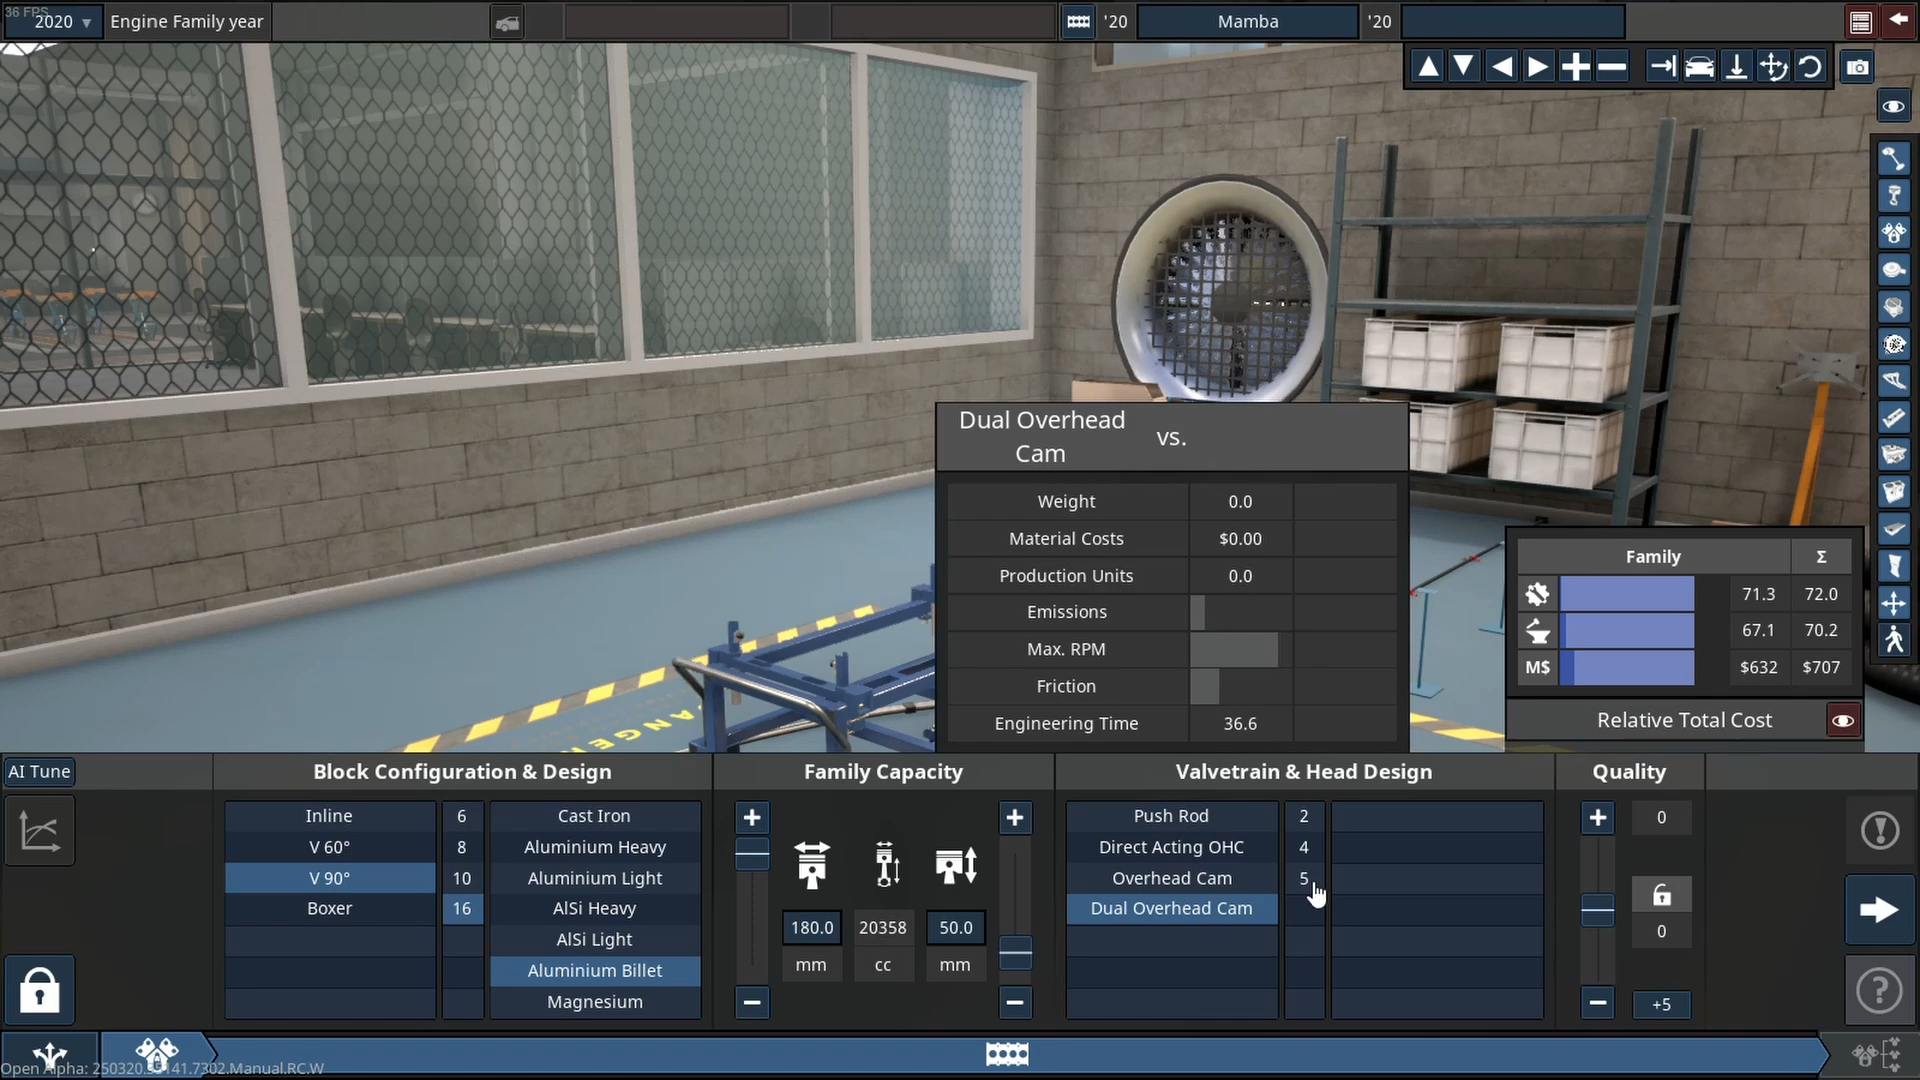 36 FPS
2020 ▼ Engine Family year '20 Mamba '20
Dual Overhead Cam vs.
Weight 0.0
Material Costs $0.00
Production Units 0.0
Emissions
Max. RPM
Friction
Engineering Time 36.6
Family Σ
71.3 72.0
67.1 70.2
M$ $632 $707
Relative Total Cost
AI Tune
Block Configuration & Design
Inline 6 Cast Iron
V 60° 8 Aluminium Heavy
V 90° 10 Aluminium Light
Boxer 16 AlSi Heavy
AlSi Light
Aluminium Billet
Magnesium
Family Capacity
180.0 20358 50.0
mm cc mm
Valvetrain & Head Design
Push Rod 2
Direct Acting OHC 4
Overhead Cam 5
Dual Overhead Cam
Quality
0
0
+5
DANGER